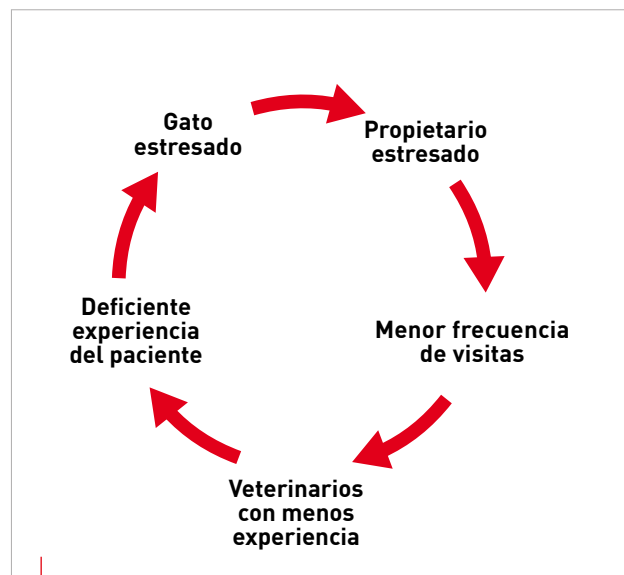 Gato
estresado
Propietario
estresado
Menor frecuencia
de visitas
Veterinarios
con menos
experiencia
Deficiente
experiencia
del paciente